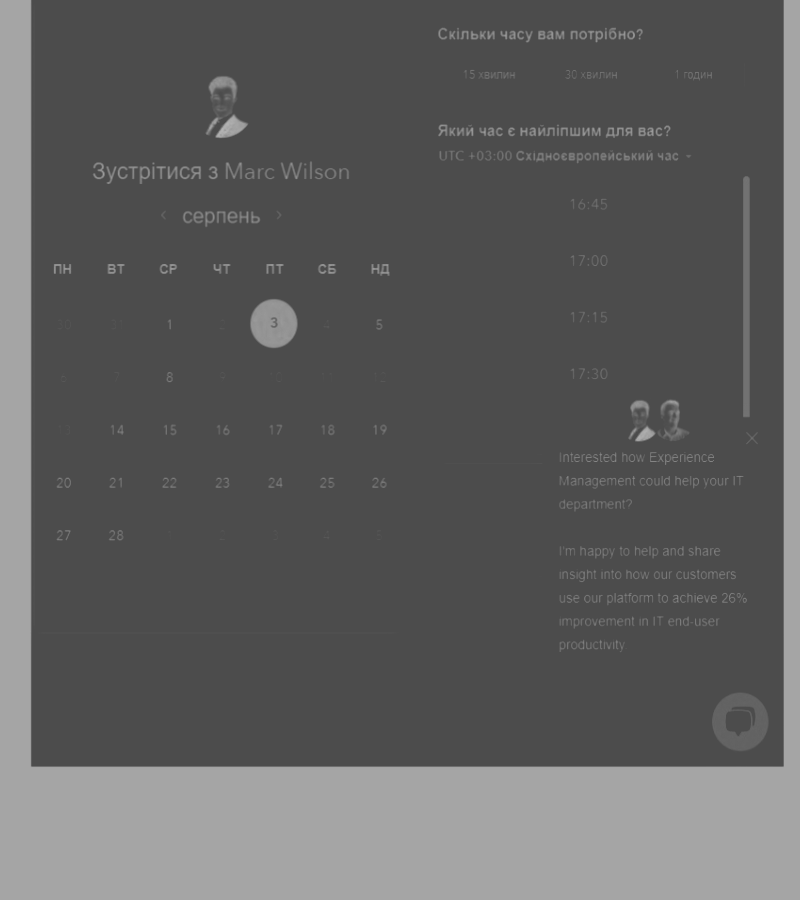 Зустрітися з Marc Wilson
серпень
ПН ВТ СР ЧТ ПТ СБ НД
30 31 1 2 3 4 5
6 7 8 9 10 11 12
13 14 15 16 17 18 19
20 21 22 23 24 25 26
27 28 1 2 3 4 5
Скільки часу вам потрібно?
15 хвилин 30 хвилин 1 годин
Який час є найліпшим для вас?
UTC +03:00 Східноєвропейський час
16:45
17:00
17:15
17:30
Interested how Experience
Management could help your IT
department?
I'm happy to help and share
insight into how our customers
use our platform to achieve 26%
improvement in IT end-user
productivity